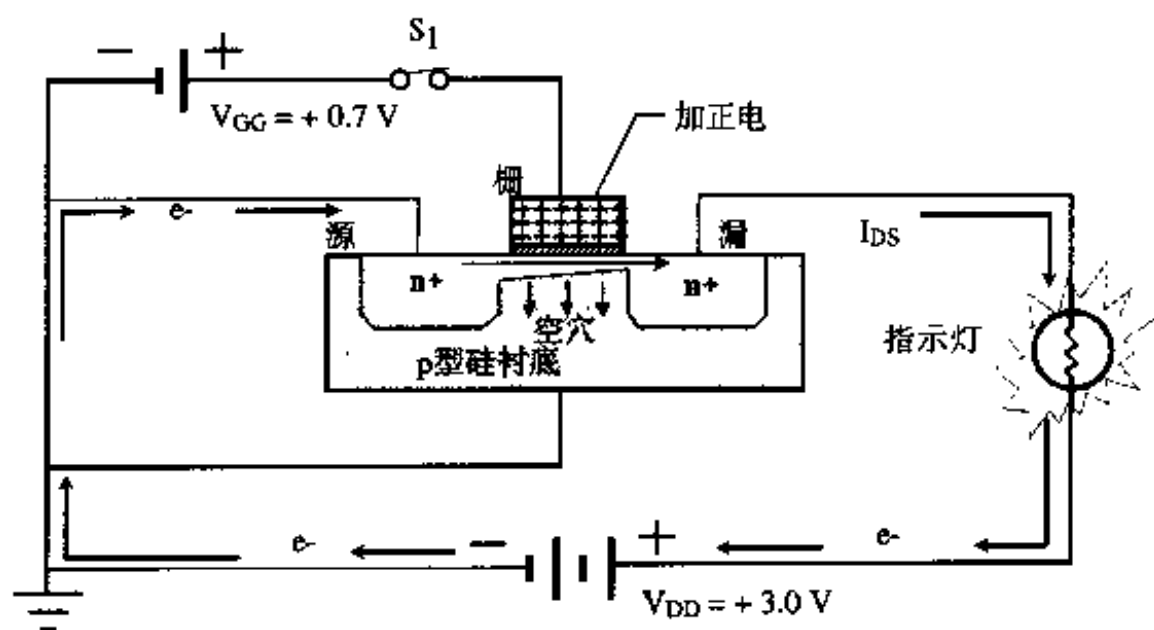 S1
− +
VGG = + 0.7 V
加正电
栅
e-
源
漏
IDS
n+
n+
空穴
指示灯
p型硅衬底
e-
− +
e-
VDD = + 3.0 V